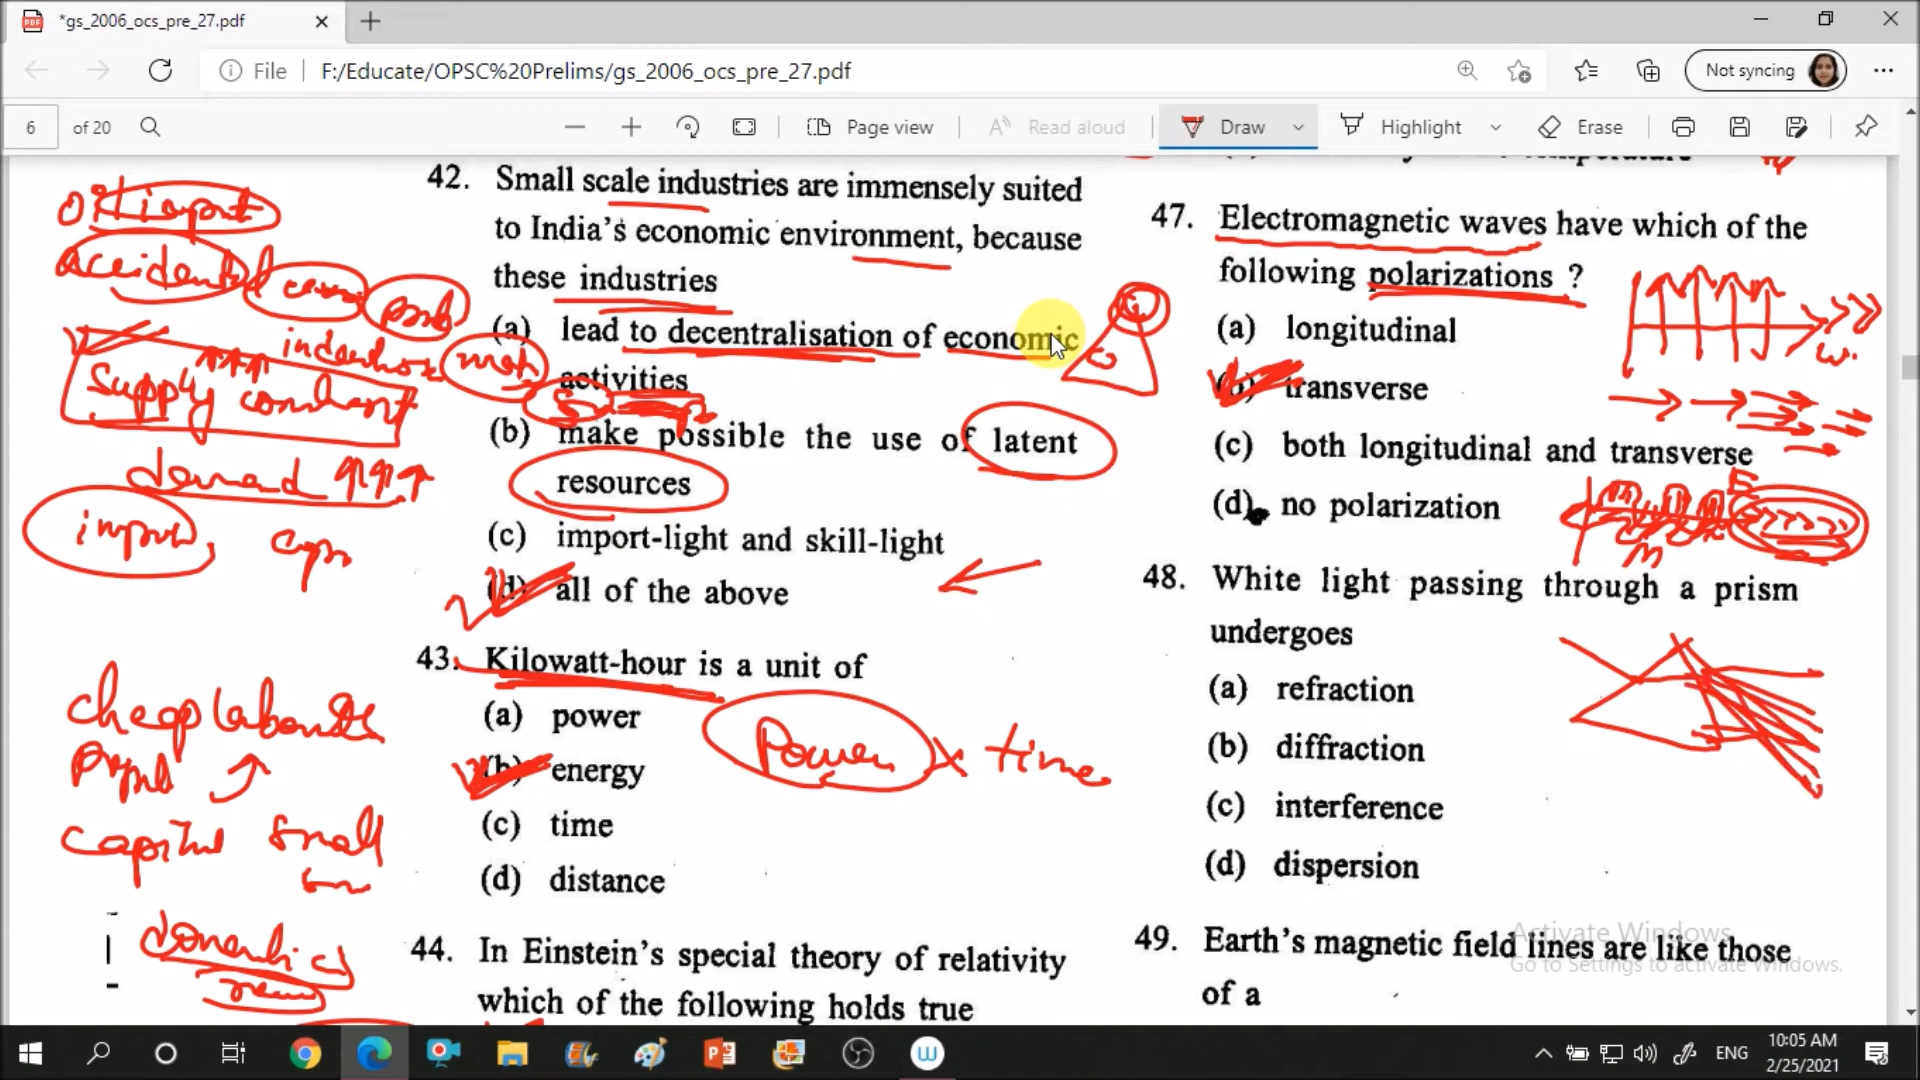 *gs_2006_ocs_pre_27.pdf
File F:/Educate/OPSC%20Prelims/gs_2006_ocs_pre_27.pdf
Not syncing
6 of 20
Page view
Read aloud
Draw
Highlight
Erase
42. Small scale industries are immensely suited
to India's economic environment, because
these industries
(a) lead to decentralisation of economic
activities
(b) make possible the use of latent
resources
(c) import-light and skill-light
(d) all of the above
43. Kilowatt-hour is a unit of
(a) power
(b) energy
(c) time
(d) distance
44. In Einstein's special theory of relativity
which of the following holds true
oil import
accidental
supply constant
demand
import,
cheap labour
capital small
Power x time
47. Electromagnetic waves have which of the
following polarizations ?
(a) longitudinal
(b) transverse
(c) both longitudinal and transverse
(d) no polarization
E
m
48. White light passing through a prism
undergoes
(a) refraction
(b) diffraction
(c) interference
(d) dispersion
49. Earth's magnetic field lines are like those
of a
Activate Windows
Go to Settings to activate Windows.
ENG
10:05 AM
2/25/2021